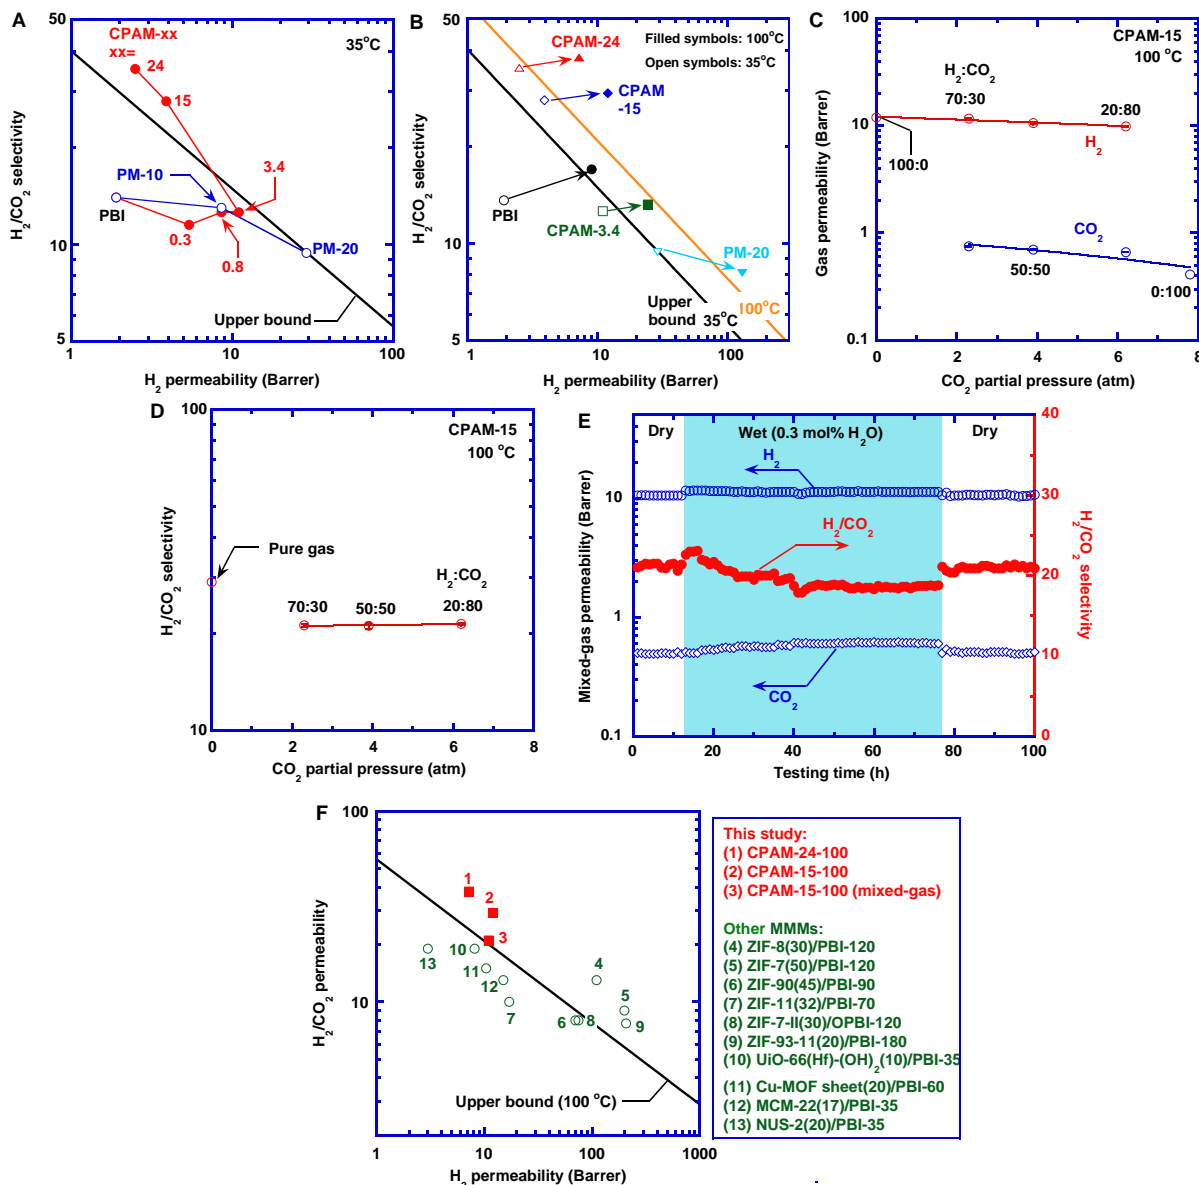 A
50
CPAM-xx
xx=
35°C
24
15
H2/CO2 selectivity
PM-10
3.4
PBI
10
0.3
0.8
PM-20
Upper bound
5
1
10
100
H2 permeability (Barrer)
B
50
CPAM-24
Filled symbols: 100°C
Open symbols: 35°C
CPAM
-15
H2/CO2 selectivity
PBI
10
CPAM-3.4
PM-20
Upper
bound 35°C
100°C
5
1
10
100
H2 permeability (Barrer)
C
100
CPAM-15
100 °C
H2:CO2
70:30
20:80
10
H2
100:0
Gas permeability (Barrer)
1
CO2
50:50
0:100
0.1
0
2
4
6
8
CO2 partial pressure (atm)
D
100
CPAM-15
100 °C
H2/CO2 selectivity
Pure gas
H2:CO2
70:30
50:50
20:80
10
0
2
4
6
8
CO2 partial pressure (atm)
E
Dry
Wet (0.3 mol% H2O)
Dry
40
H2
10
30
Mixed-gas permability (Barrer)
H2/CO2
20
H2/CO2 selectivity
1
CO2
10
0.1
0
0
20
40
60
80
100
Testing time (h)
F
100
1
2
3
10
13
11
12
7
4
5
6
8
9
H2/CO2 permeability
10
Upper bound (100 °C)
1
10
100
1000
H2 permeability (Barrer)
This study:
(1) CPAM-24-100
(2) CPAM-15-100
(3) CPAM-15-100 (mixed-gas)
Other MMMs:
(4) ZIF-8(30)/PBI-120
(5) ZIF-7(50)/PBI-120
(6) ZIF-90(45)/PBI-90
(7) ZIF-11(32)/PBI-70
(8) ZIF-7-II(30)/OPBI-120
(9) ZIF-93-11(20)/PBI-180
(10) UiO-66(Hf)-(OH)2(10)/PBI-35
(11) Cu-MOF sheet(20)/PBI-60
(12) MCM-22(17)/PBI-35
(13) NUS-2(20)/PBI-35